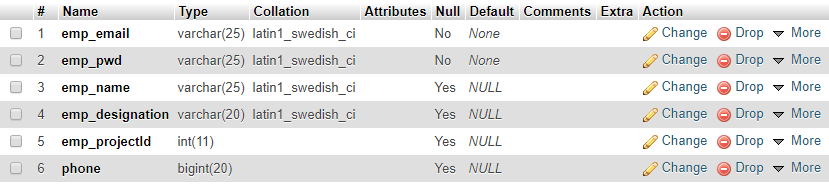 # Name Type Collation Attributes Null Default Comments Extra Action
1 emp_email varchar(25) latin1_swedish_ci No None Change Drop More
2 emp_pwd varchar(25) latin1_swedish_ci No None Change Drop More
3 emp_name varchar(25) latin1_swedish_ci Yes NULL Change Drop More
4 emp_designation varchar(20) latin1_swedish_ci Yes NULL Change Drop More
5 emp_projectId int(11) Yes NULL Change Drop More
6 phone bigint(20) Yes NULL Change Drop More